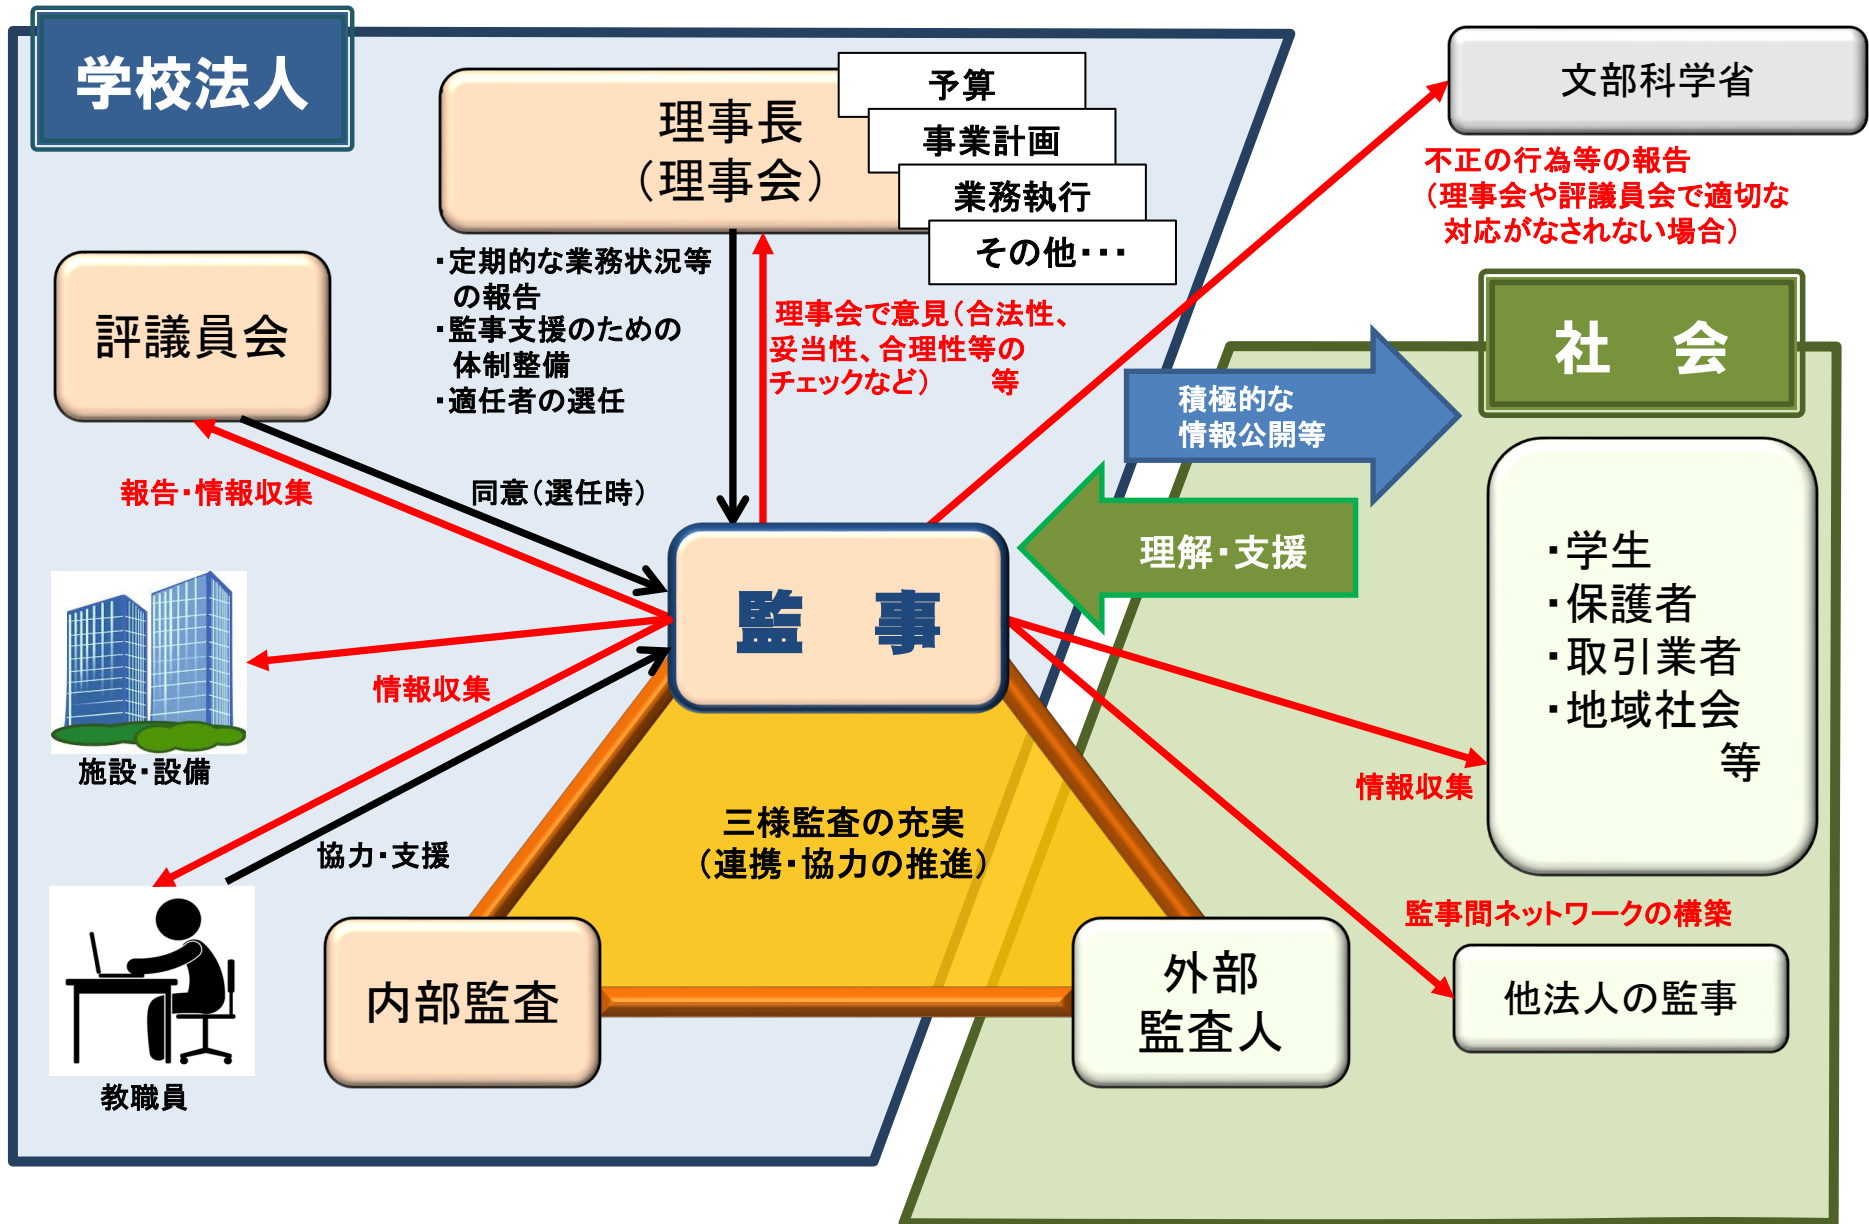 学校法人
理事長
（理事会）
予算
事業計画
業務執行
その他・・・
文部科学省
不正の行為等の報告
（理事会や評議員会で適切な
対応がなされない場合）
評議員会
・定期的な業務状況等
の報告
・監事支援のための
体制整備
・適任者の選任
理事会で意見（合法性、
妥当性、合理性等の
チェックなど）　　等
社　会
積極的な
情報公開等
報告・情報収集
同意（選任時）
理解・支援
監　事
・学生
・保護者
・取引業者
・地域社会
等
情報収集
施設・設備
情報収集
協力・支援
三様監査の充実
（連携・協力の推進）
監事間ネットワークの構築
内部監査
外部
監査人
他法人の監事
教職員